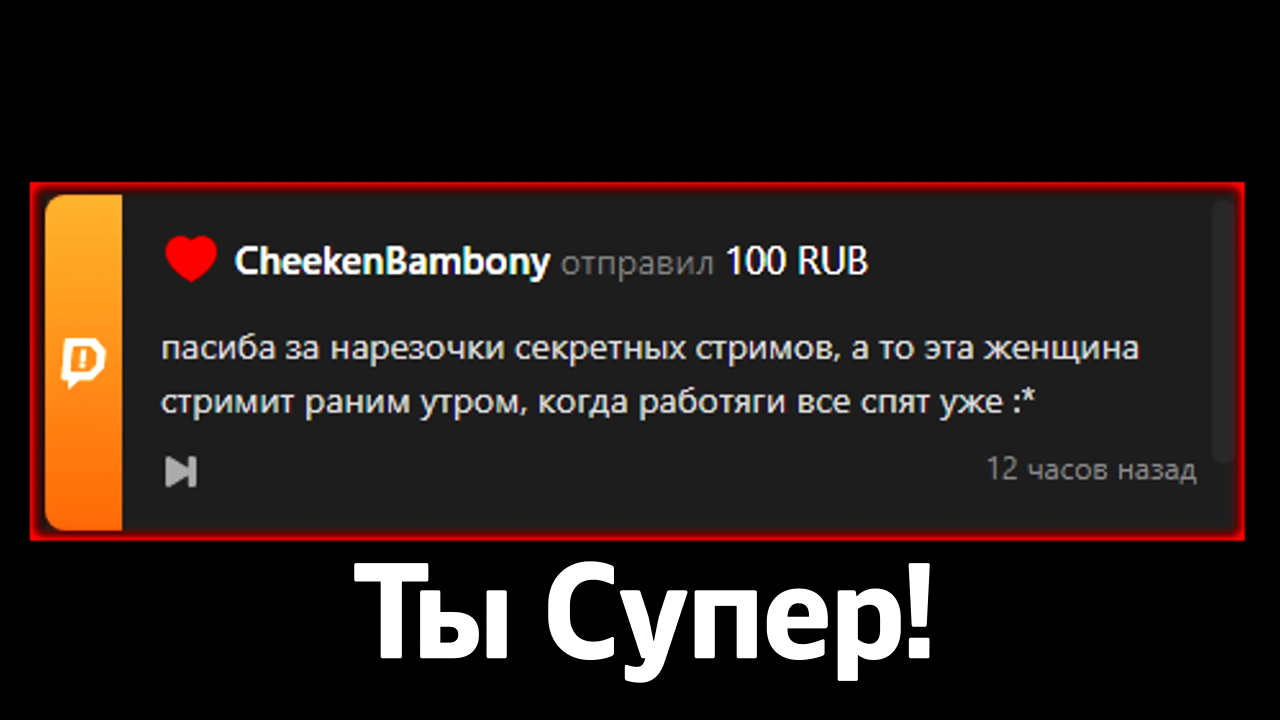 CheekenBambony отправил 100 RUB
пасиба за нарезочки секретных стримов, а то эта женщина
стримит раним утром, когда работяги все спят уже :*
12 часов назад
Ты Супер!